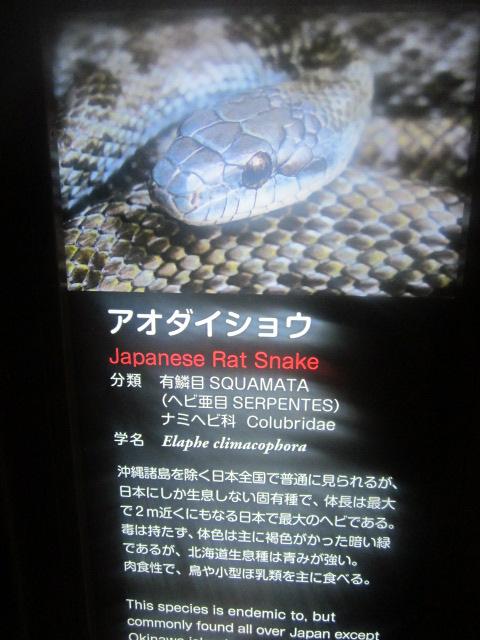 アオダイショウ
Japanese Rat Snake
分類 有鱗目 SQUAMATA
(ヘビ亜目 SERPENTES)
ナミヘビ科 Colubridae
学名 Elaphe climacophora
沖縄諸島を除く日本全国で普通に見られるが、
日本にしか生息しない固有種で、体長は最大
で2m近くにもなる日本で最大のヘビである。
毒は持たず、体色は主に褐色がかった暗い緑
であるが、北海道生息種は青みが強い。
肉食性で、鳥や小型ほ乳類を主に食べる。
This species is endemic to, but
commonly found all over Japan except
Okinawa